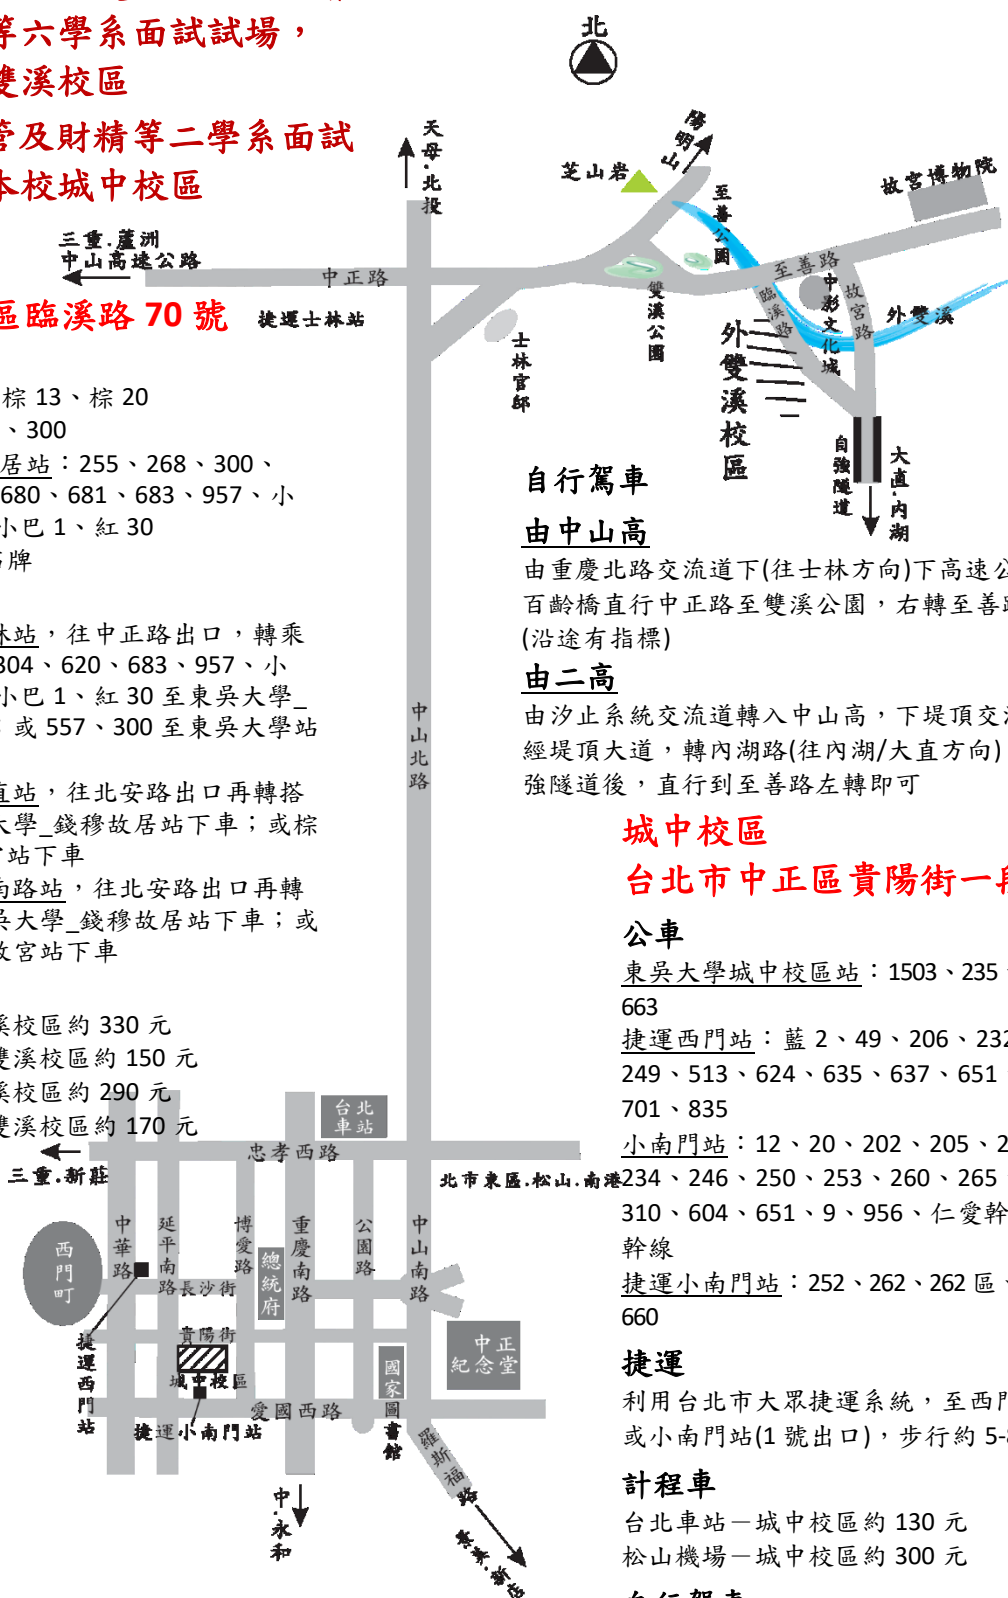 等六學系面試試場，
雙溪校區
管及財精等二學系面試
本校城中校區
區臨溪路 70 號
棕 13、棕 20
、300
居站：255、268、300、
680、681、683、957、小
小巴 1、紅 30
林站，往中正路出口，轉乘
304、620、683、957、小
小巴 1、紅 30 至東吳大學_
或 557、300 至東吳大學站
直站，往北安路出口再轉搭
大學_錢穆故居站下車；或棕
站下車
南路站，往北安路出口再轉
吳大學_錢穆故居站下車；或
故宮站下車
溪校區約 330 元
雙溪校區約 150 元
溪校區約 290 元
雙溪校區約 170 元
北
天母.北投
陽明山
芝山岩
至善公園
故宮博物院
三重.蘆洲
中山高速公路
中正路
捷運士林站
士林官邸
雙溪公園
至善路
臨溪路
中影文化城
故宮路
外雙溪
外雙溪校區
自強隧道
大直.內湖
中山北路
自行駕車
由中山高
由重慶北路交流道下(往士林方向)下高速公
百齡橋直行中正路至雙溪公園，右轉至善路
(沿途有指標)
由二高
由汐止系統交流道轉入中山高，下堤頂交流
經堤頂大道，轉內湖路(往內湖/大直方向)
強隧道後，直行到至善路左轉即可
城中校區
台北市中正區貴陽街一段
公車
東吳大學城中校區站：1503、235
663
捷運西門站：藍 2、49、206、232
249、513、624、635、637、651
701、835
小南門站：12、20、202、205、2
234、246、250、253、260、265
310、604、651、9、956、仁愛幹
幹線
捷運小南門站：252、262、262 區、
660
捷運
利用台北市大眾捷運系統，至西門
或小南門站(1 號出口)，步行約 5-8
計程車
台北車站－城中校區約 130 元
松山機場－城中校區約 300 元
台北車站
忠孝西路
三重.新莊
北市東區.松山.南港
中華路
延平南路
博愛路
重慶南路
公園路
中山南路
西門町
總統府
長沙街
貴陽街
中正紀念堂
捷運西門站
城中校區
國家圖書館
愛國西路
捷運小南門站
羅斯福路
中.永和
景美.新店